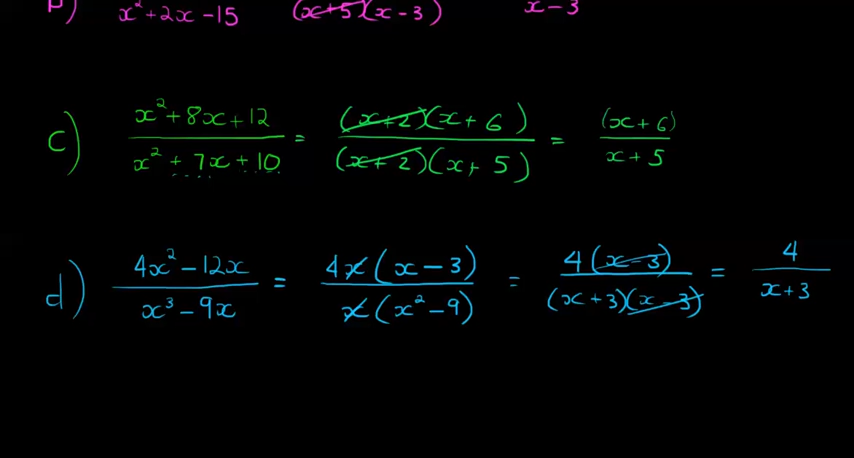 b) x² + 2x - 15 (x+5)(x - 3) x - 3
c) x² + 8x + 12 / x² + 7x + 10 = (x+2)(x + 6) / (x + 2)(x + 5) = (x + 6) / x + 5
d) 4x² - 12x / x³ - 9x = 4x(x - 3) / x(x² - 9) = 4(x - 3) / (x + 3)(x - 3) = 4 / x + 3